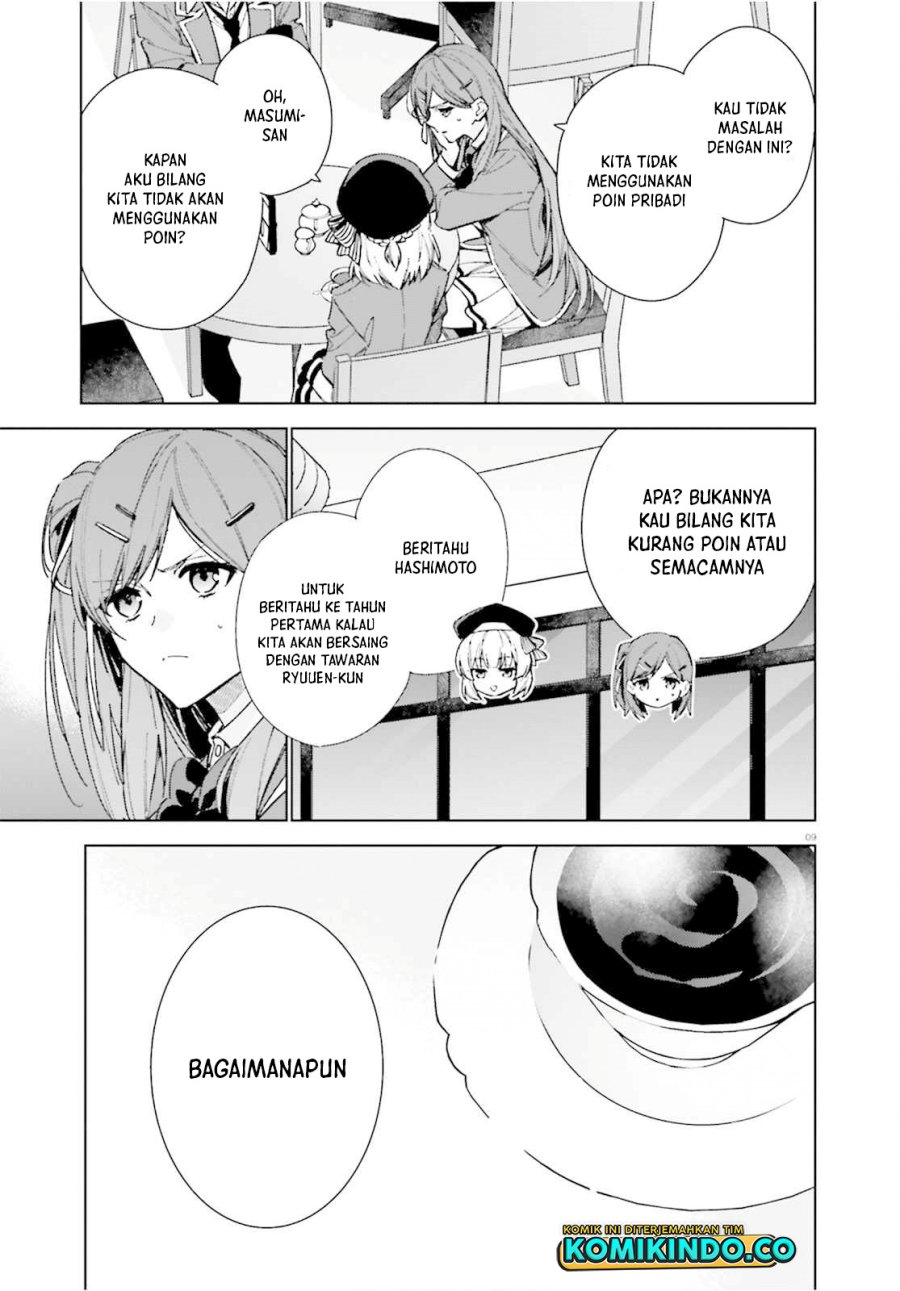 KAU TIDAK
MASALAH
DENGAN INI?
KITA TIDAK
MENGGUNAKAN
POIN PRIBADI
OH,
MASUMI-
SAN
KAPAN
AKU BILANG
KITA TIDAK AKAN
MENGGUNAKAN
POIN?
APA? BUKANNYA
KAU BILANG KITA
KURANG POIN ATAU
SEMACAMNYA
BERITAHU
HASHIMOTO
UNTUK
BERITAHU KE TAHUN
PERTAMA KALAU
KITA AKAN BERSAING
DENGAN TAWARAN
RYUUEN-KUN
09
BAGAIMANAPUN
KOMIK INI DITERJEMAHKAN TIM
KOMIKINDO.CO